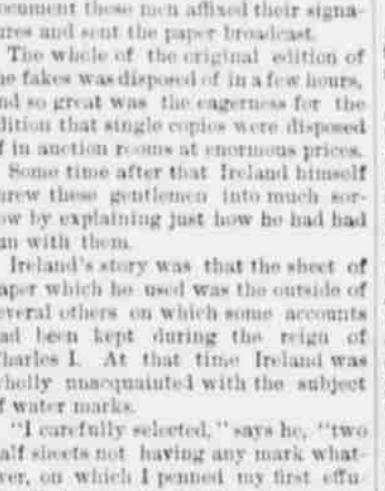 ocument these men affixed their signa-
ures and sent the paper broadcast.
The whole of the original edition of
he fakes was disposed of in a few hours,
nd so great was the eagerness for the
dition that single copies were disposed
f in auction rooms at enormous prices.
Some time after that Ireland himself
hrew these gentlemen into much sor-
ow by explaining just how he had had
un with them.
Ireland's story was that the sheet of
aper which he used was the outside of
everal others on which some accounts
ad been kept during the reign of
harles I. At that time Ireland was
holly unacquainted with the subject
f water marks.
"I carefully selected," says he, "two
alf sheets not having any mark what-
ver, on which I penned my first effu-